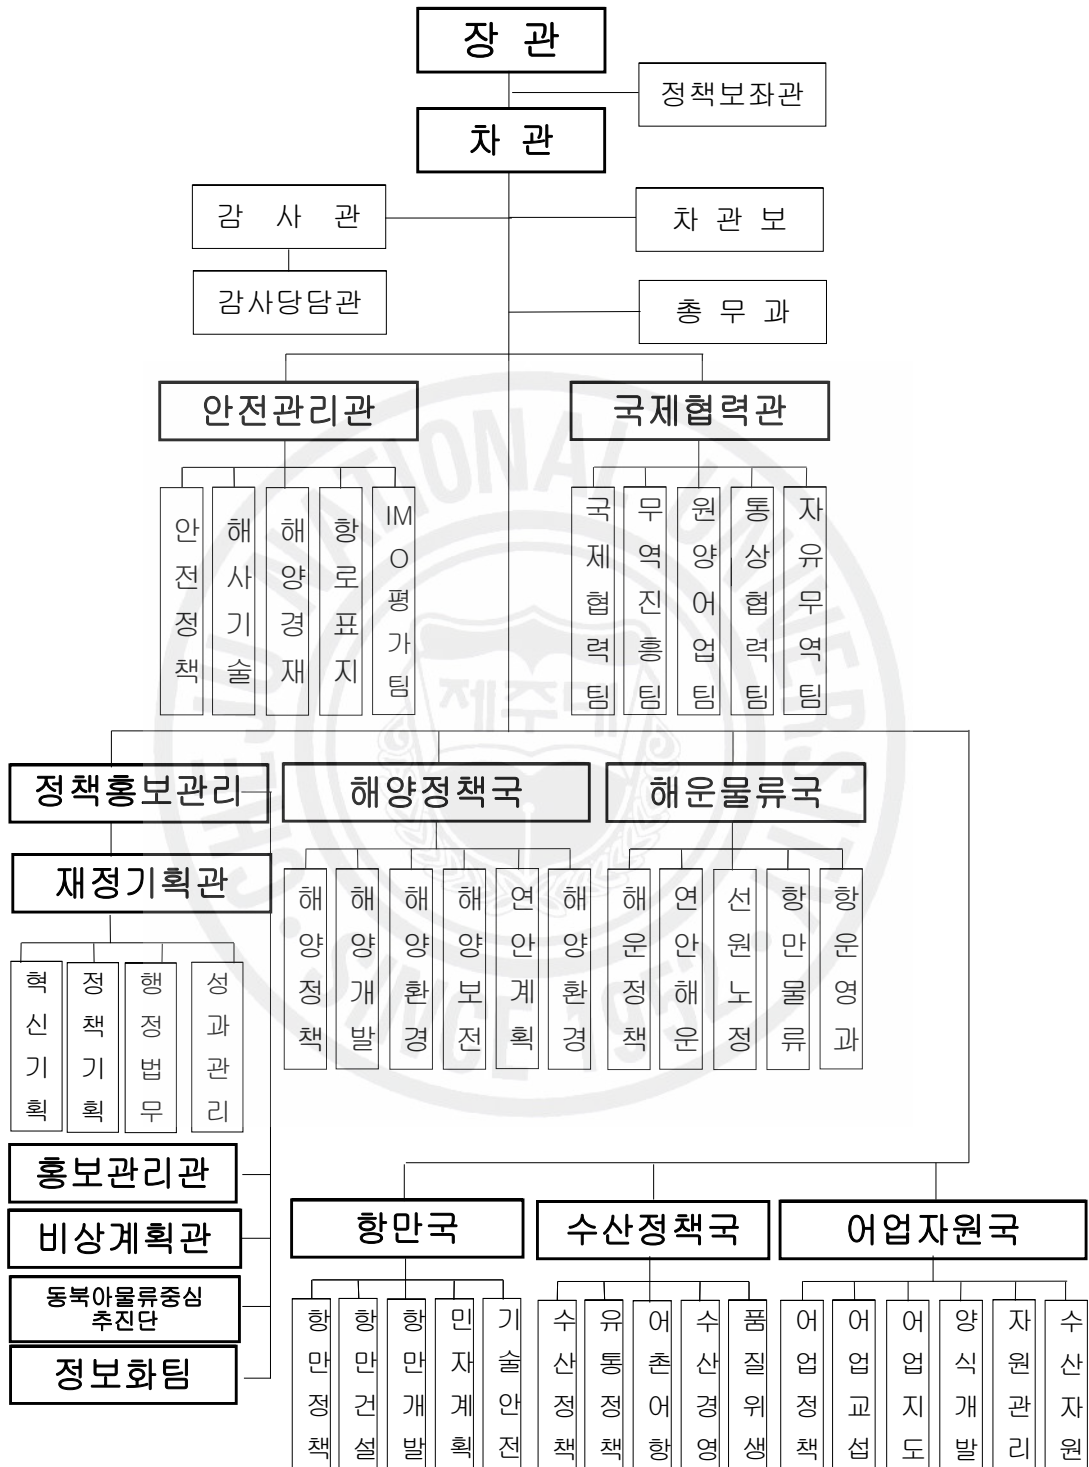 장 관
정책보좌관
차 관
감 사 관
차 관 보
감사당담관
총 무 과
안전관리관
국제협력관
안전정책
해사기술
해양경재
항로표지
IMO평가팀
국제협력팀
무역진흥팀
원양어업팀
통상협력팀
자유무역팀
정책홍보관리
해양정책국
해운물류국
재정기획관
해양정책
해양개발
해양환경
해양보전
연안계획
해양환경
해운정책
연안해운
선원노정
항만물류
항운영과
혁신기획
정책기획
행정법무
성과관리
홍보관리관
비상계획관
동북아물류중심
추진단
정보화팀
항만국
수산정책국
어업자원국
항만정책
항만건설
항만개발
민자계획
기술안전
수산정책
유통정책
어촌어항
수산경영
품질위생
어업정책
어업교섭
어업지도
양식개발
자원관리
수산자원
CHEJU NATIONAL UNIVERSITY
제주대
SINCE 1952